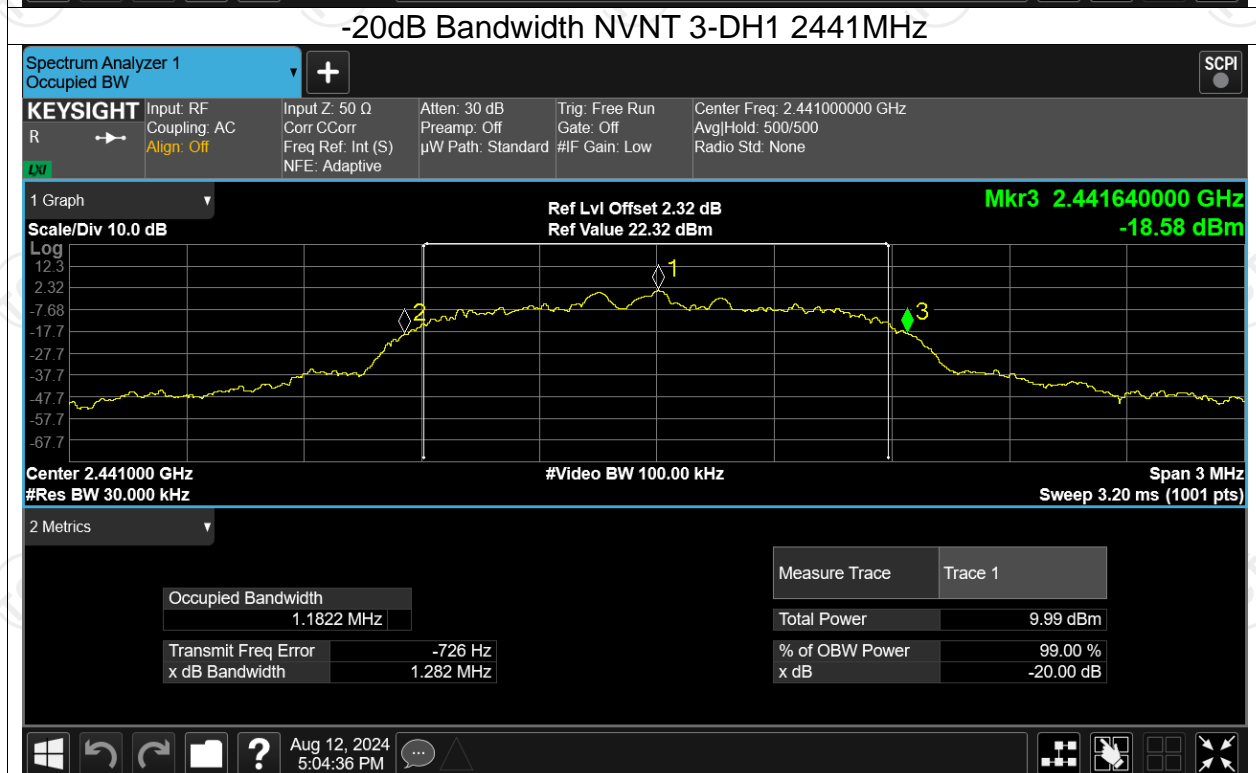 -20dB Bandwidth NVNT 3-DH1 2441MHz
Spectrum Analyzer 1
Occupied BW
▼
+
SCPI
KEYSIGHT
R
LXI
Input: RF
Coupling: AC
Align: Off
Input Z: 50 Ω
Corr CCorr
Freq Ref: Int (S)
NFE: Adaptive
Atten: 30 dB
Preamp: Off
µW Path: Standard
Trig: Free Run
Gate: Off
#IF Gain: Low
Center Freq: 2.441000000 GHz
Avg|Hold: 500/500
Radio Std: None
1 Graph ▼
Scale/Div 10.0 dB
Ref Lvl Offset 2.32 dB
Ref Value 22.32 dBm
Mkr3 2.441640000 GHz
-18.58 dBm
Log
12.3
2.32
-7.68
-17.7
-27.7
-37.7
-47.7
-57.7
-67.7
1
2
3
Center 2.441000 GHz
#Res BW 30.000 kHz
#Video BW 100.00 kHz
Span 3 MHz
Sweep 3.20 ms (1001 pts)
2 Metrics ▼
Measure Trace Trace 1
Occupied Bandwidth
1.1822 MHz
Total Power 9.99 dBm
Transmit Freq Error -726 Hz
% of OBW Power 99.00 %
x dB Bandwidth 1.282 MHz
x dB -20.00 dB
?
Aug 12, 2024
5:04:36 PM